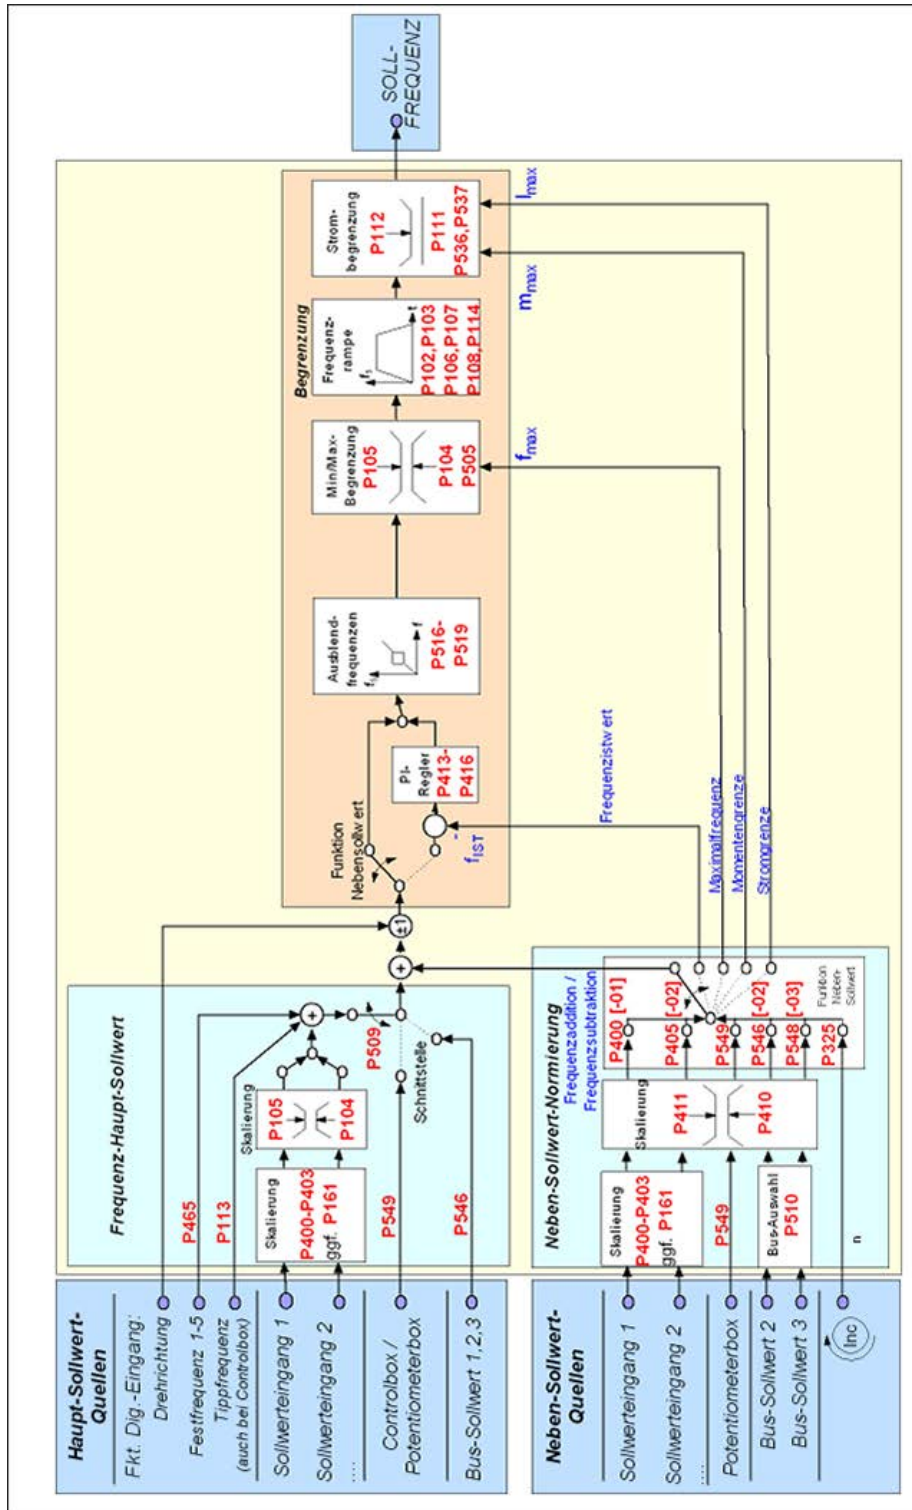 Haupt-Sollwert-
Quellen
Fkt. Dig.-Eingang:
Drehrichtung
Festfrequenz 1-5
Tippfrequenz
(auch bei Controlbox)
Sollwerteingang 1
Sollwerteingang 2
....
Controlbox /
Potentiometerbox
Bus-Sollwert 1,2,3
Frequenz-Haupt-Sollwert
P465
P113
Skalierung
P400-P403
ggf. P161
Skalierung
P105
P104
P549
P546
P509
Schnittstelle
+
+
±1
Funktion
Nebensollwert
-
fIST
PI-
Regler
P413-
P416
Ausblend-
frequenzen
f
P516-
P519
Begrenzung
Min/Max-
Begrenzung
P105
P104
P505
Frequenz-
rampe
t
P102,P103
P106,P107
P108,P114
Strom-
begrenzung
P112
P111
P536,P537
SOLL-
FREQUENZ
fmax
mmax
Imax
Frequenzistwert
Maximalfrequenz
Momentengrenze
Stromgrenze
Neben-Sollwert-
Quellen
Sollwerteingang 1
Sollwerteingang 2
....
Potentiometerbox
Bus-Sollwert 2
Bus-Sollwert 3
Inc
Neben-Sollwert-Normierung
Skalierung
P400-P403
ggf. P161
P549
Bus-Auswahl
P510
n
Skalierung
P411
P410
Frequenzaddition /
Frequenzsubtraktion
P400 [-01]
P405 [-02]
P549
P546 [-02]
P548 [-03]
P325
Funktion
Neben-
Sollwert